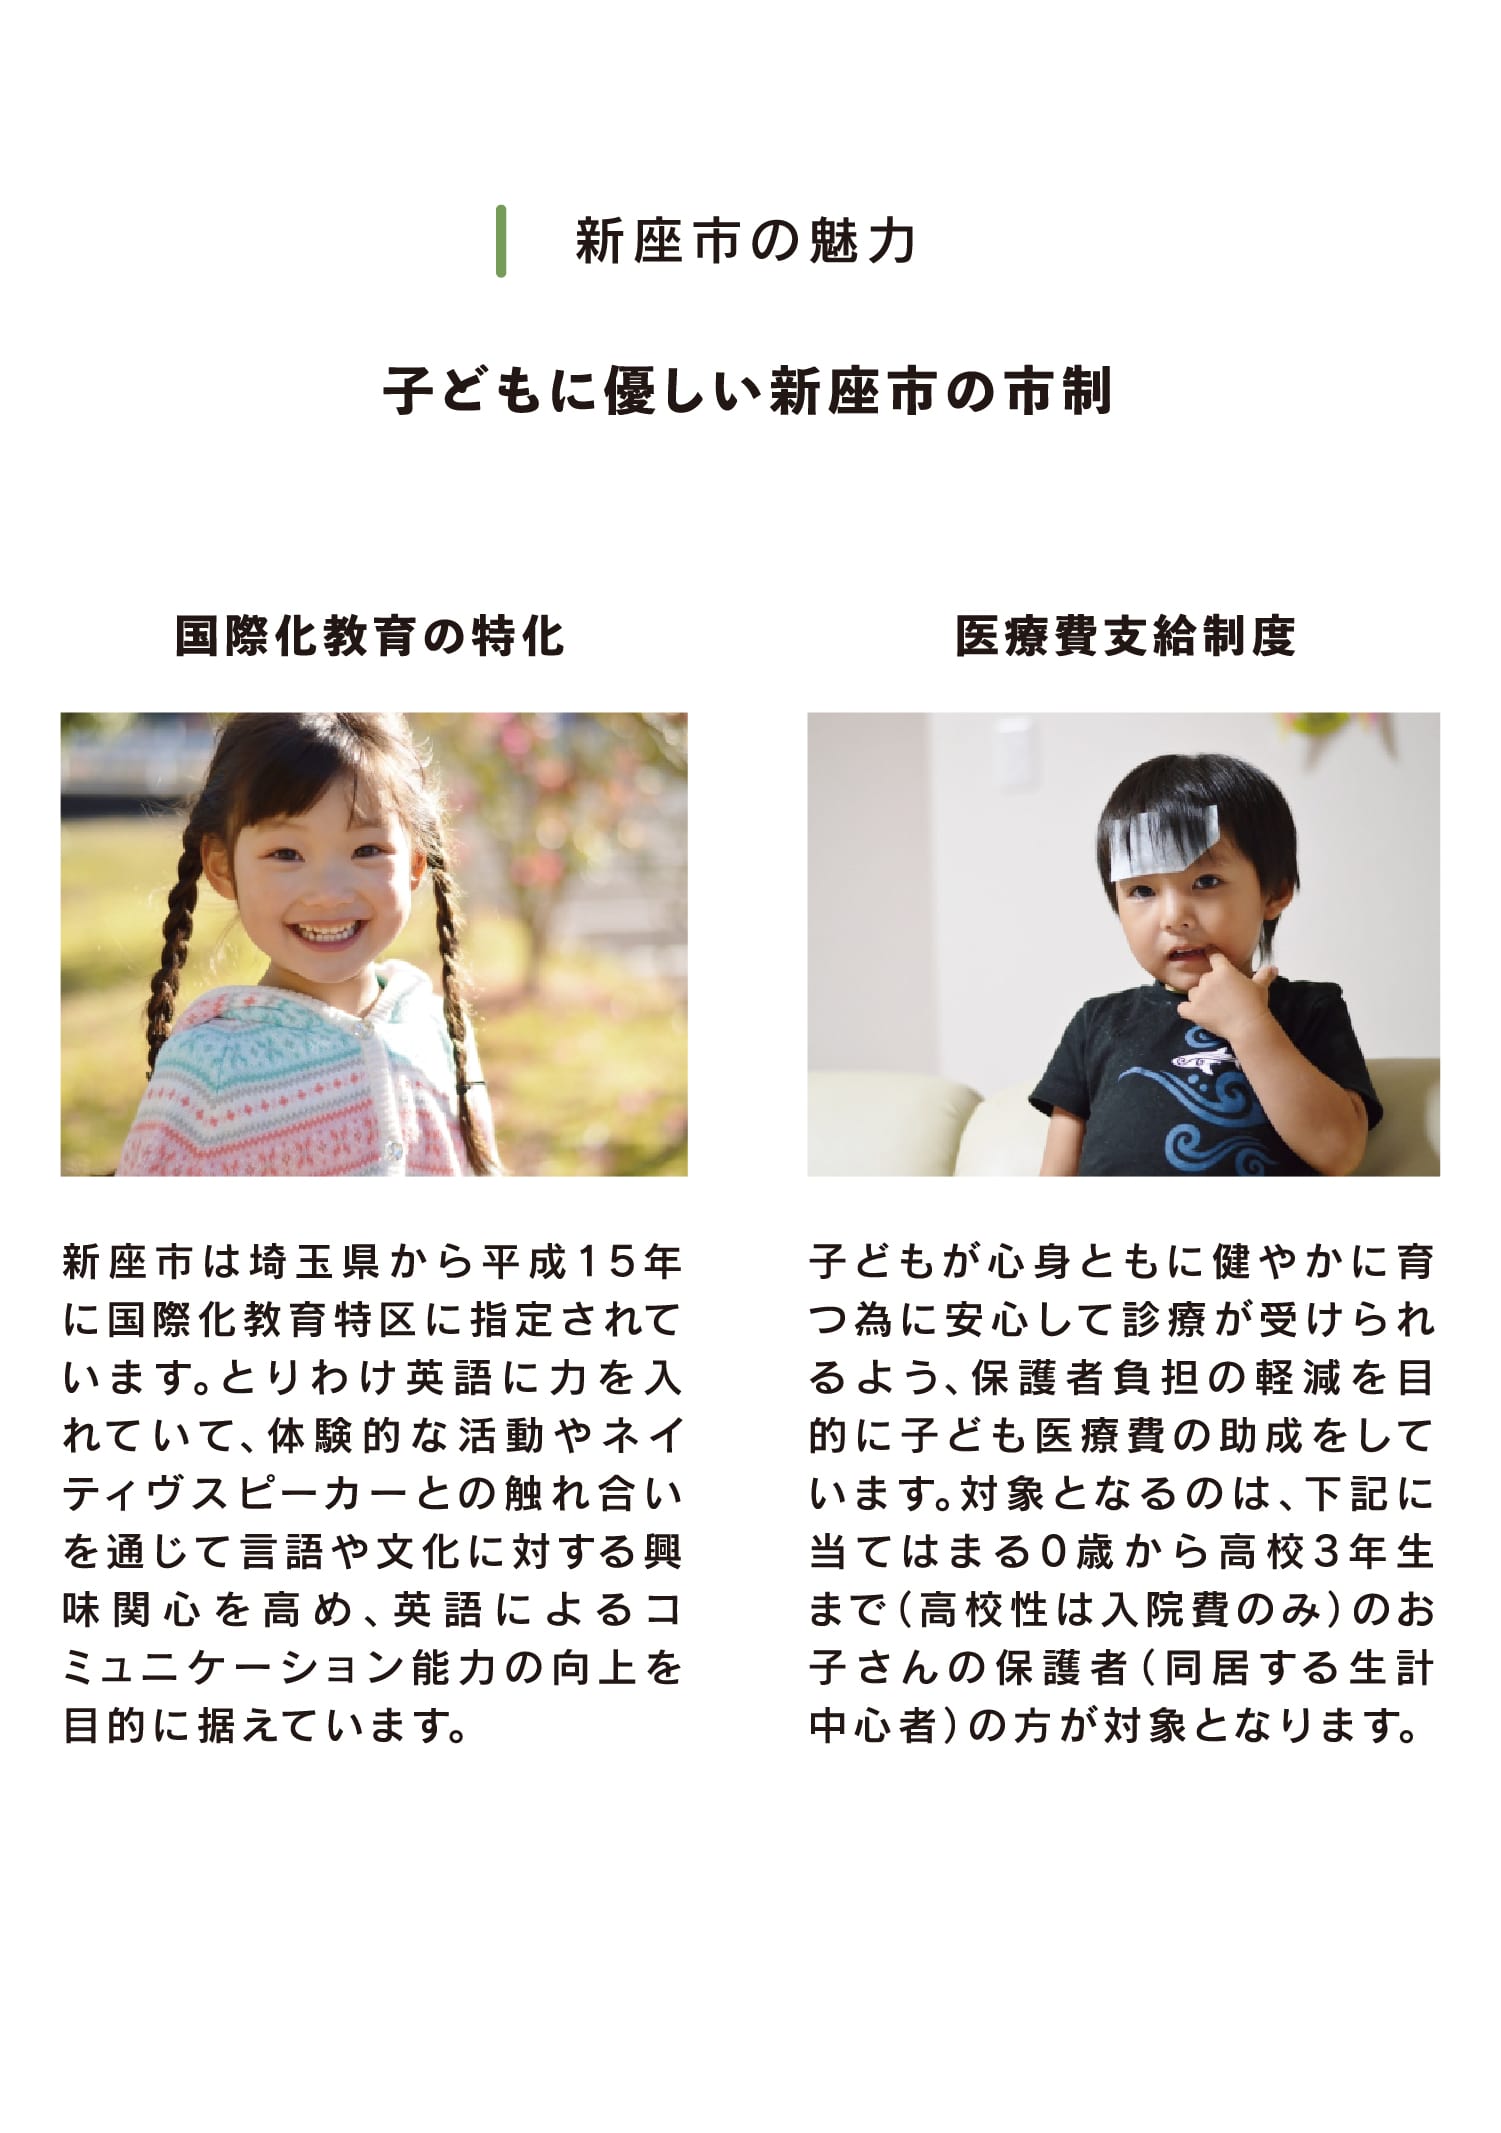 新座市の魅力
子どもに優しい新座市の市制
国際化教育の特化
新座市は埼玉県から平成15年
に国際化教育特区に指定されて
います。とりわけ英語に力を入
れていて、体験的な活動やネイ
ティヴスピーカーとの触れ合い
を通じて言語や文化に対する興
味関心を高め、英語によるコ
ミュニケーション能力の向上を
目的に据えています。
医療費支給制度
子どもが心身ともに健やかに育
つ為に安心して診療が受けられ
るよう、保護者負担の軽減を目
的に子ども医療費の助成をして
います。対象となるのは、下記に
当てはまる0歳から高校3年生
まで（高校性は入院費のみ）のお
子さんの保護者（同居する生計
中心者）の方が対象となります。